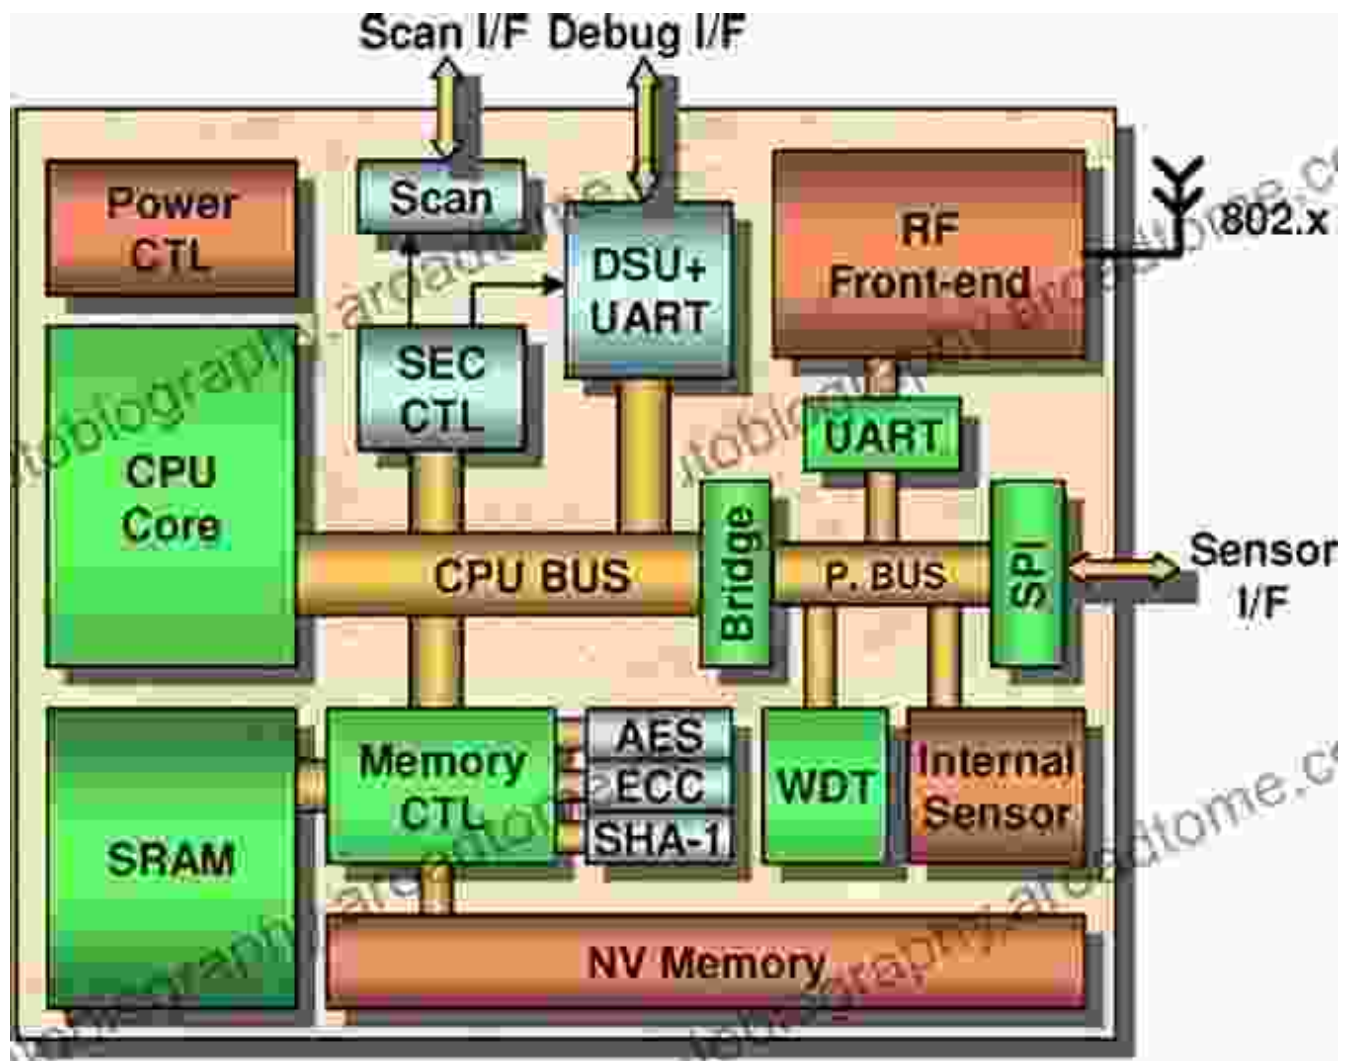 Scan I/F Debug I/F
Power
CTL
Scan
DSU+
UART
RF
Front-end
802.x
SEC
CTL
CPU
Core
UART
CPU BUS
Bridge
P. BUS
SPI
Sensor
I/F
SRAM
Memory
CTL
AES
ECC
SHA-1
WDT
Internal
Sensor
NV Memory